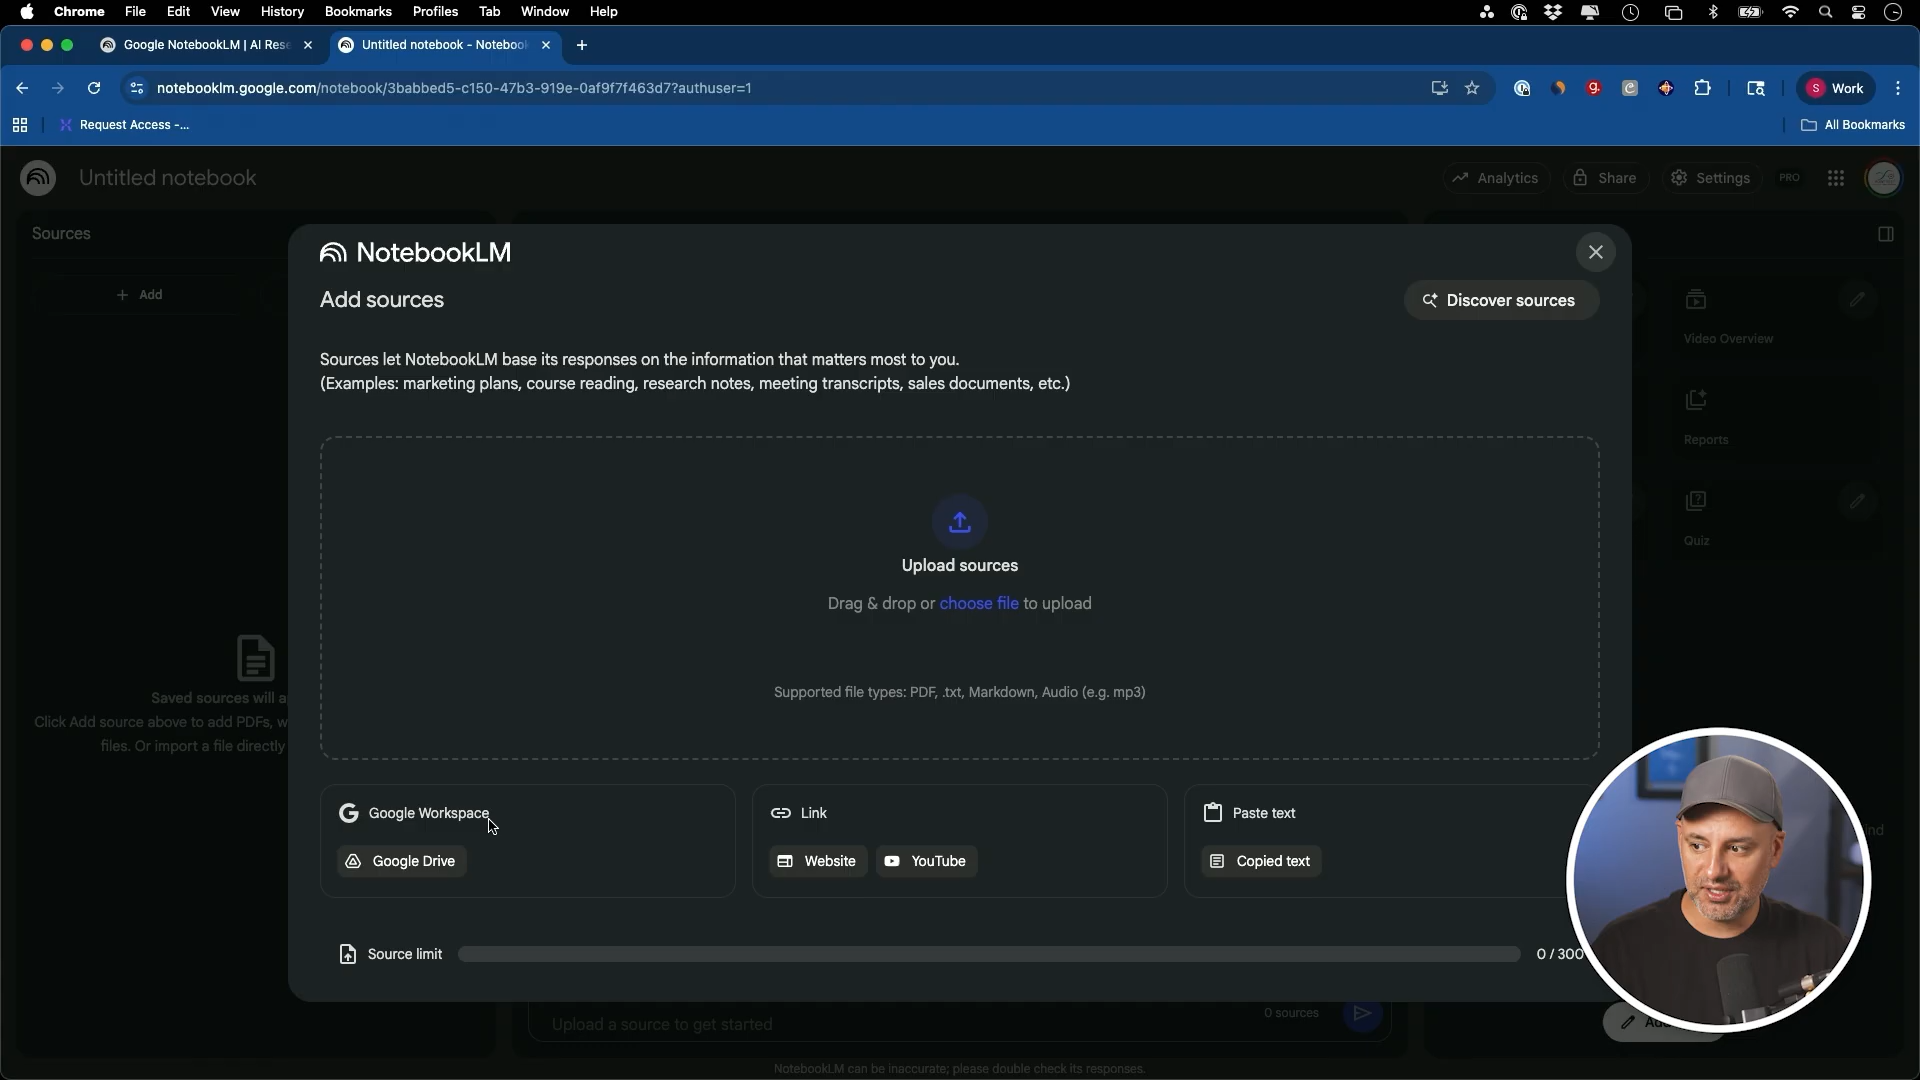 Chrome File Edit View History Bookmarks Profiles Tab Window Help
Google NotebookLM | AI Rese
Untitled notebook - Notebook
notebooklm.google.com/notebook/3babbed5-c150-47b3-919e-0af9f7f463d7?authuser=1
S Work
Request Access -...
All Bookmarks
Untitled notebook
Analytics
Share
Settings
PRO
Sources
NotebookLM
Add sources
Discover sources
+ Add
Video Overview
Sources let NotebookLM base its responses on the information that matters most to you.
(Examples: marketing plans, course reading, research notes, meeting transcripts, sales documents, etc.)
Reports
Quiz
Upload sources
Drag & drop or choose file to upload
Supported file types: PDF, .txt, Markdown, Audio (e.g. mp3)
Saved sources will a
Click Add source above to add PDFs, w
files. Or import a file directly
Google Workspace
Google Drive
Link
Website
YouTube
Paste text
Copied text
Source limit
0 / 300
Upload a source to get started
0 sources
NotebookLM can be inaccurate; please double check its responses.